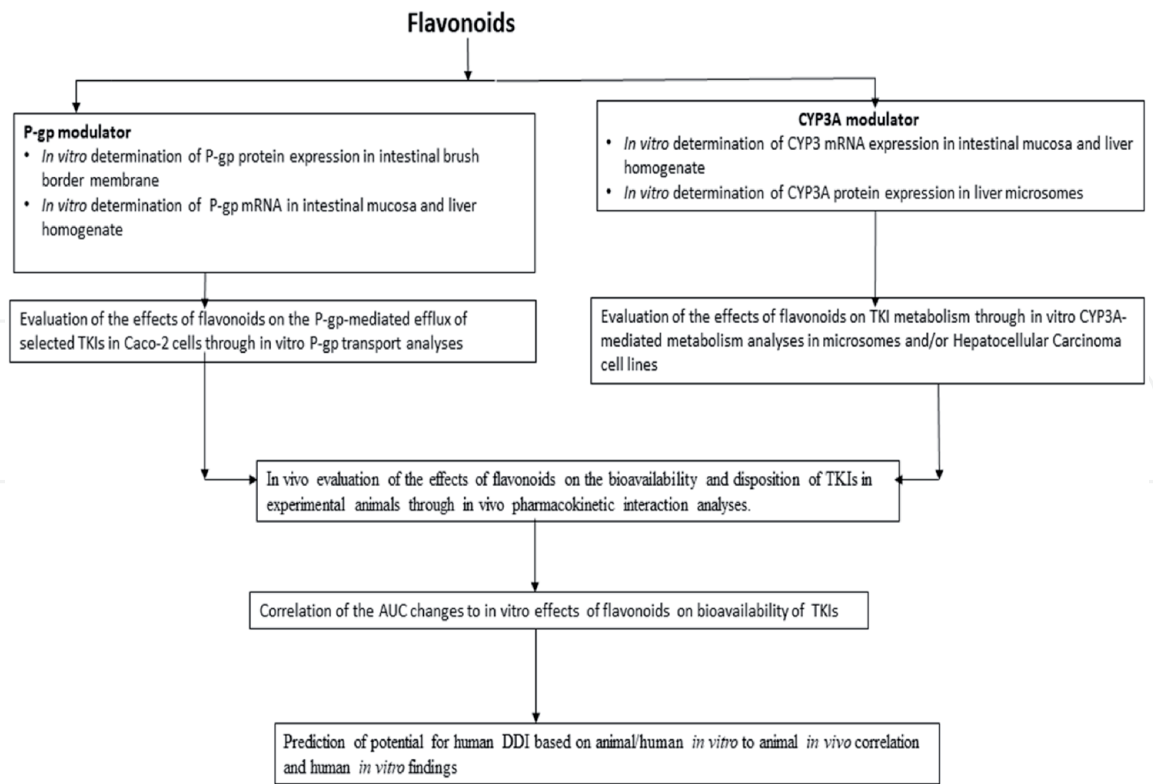 Flavonoids
P-gp modulator
• In vitro determination of P-gp protein expression in intestinal brush
border membrane
• In vitro determination of P-gp mRNA in intestinal mucosa and liver
homogenate
CYP3A modulator
• In vitro determination of CYP3 mRNA expression in intestinal mucosa and liver
homogenate
• In vitro determination of CYP3A protein expression in liver microsomes
Evaluation of the effects of flavonoids on the P-gp-mediated efflux of
selected TKIs in Caco-2 cells through in vitro P-gp transport analyses
Evaluation of the effects of flavonoids on TKI metabolism through in vitro CYP3A-
mediated metabolism analyses in microsomes and/or Hepatocellular Carcinoma
cell lines
In vivo evaluation of the effects of flavonoids on the bioavailability and disposition of TKIs in
experimental animals through in vivo pharmacokinetic interaction analyses.
Correlation of the AUC changes to in vitro effects of flavonoids on bioavailability of TKIs
Prediction of potential for human DDI based on animal/human in vitro to animal in vivo correlation
and human in vitro findings